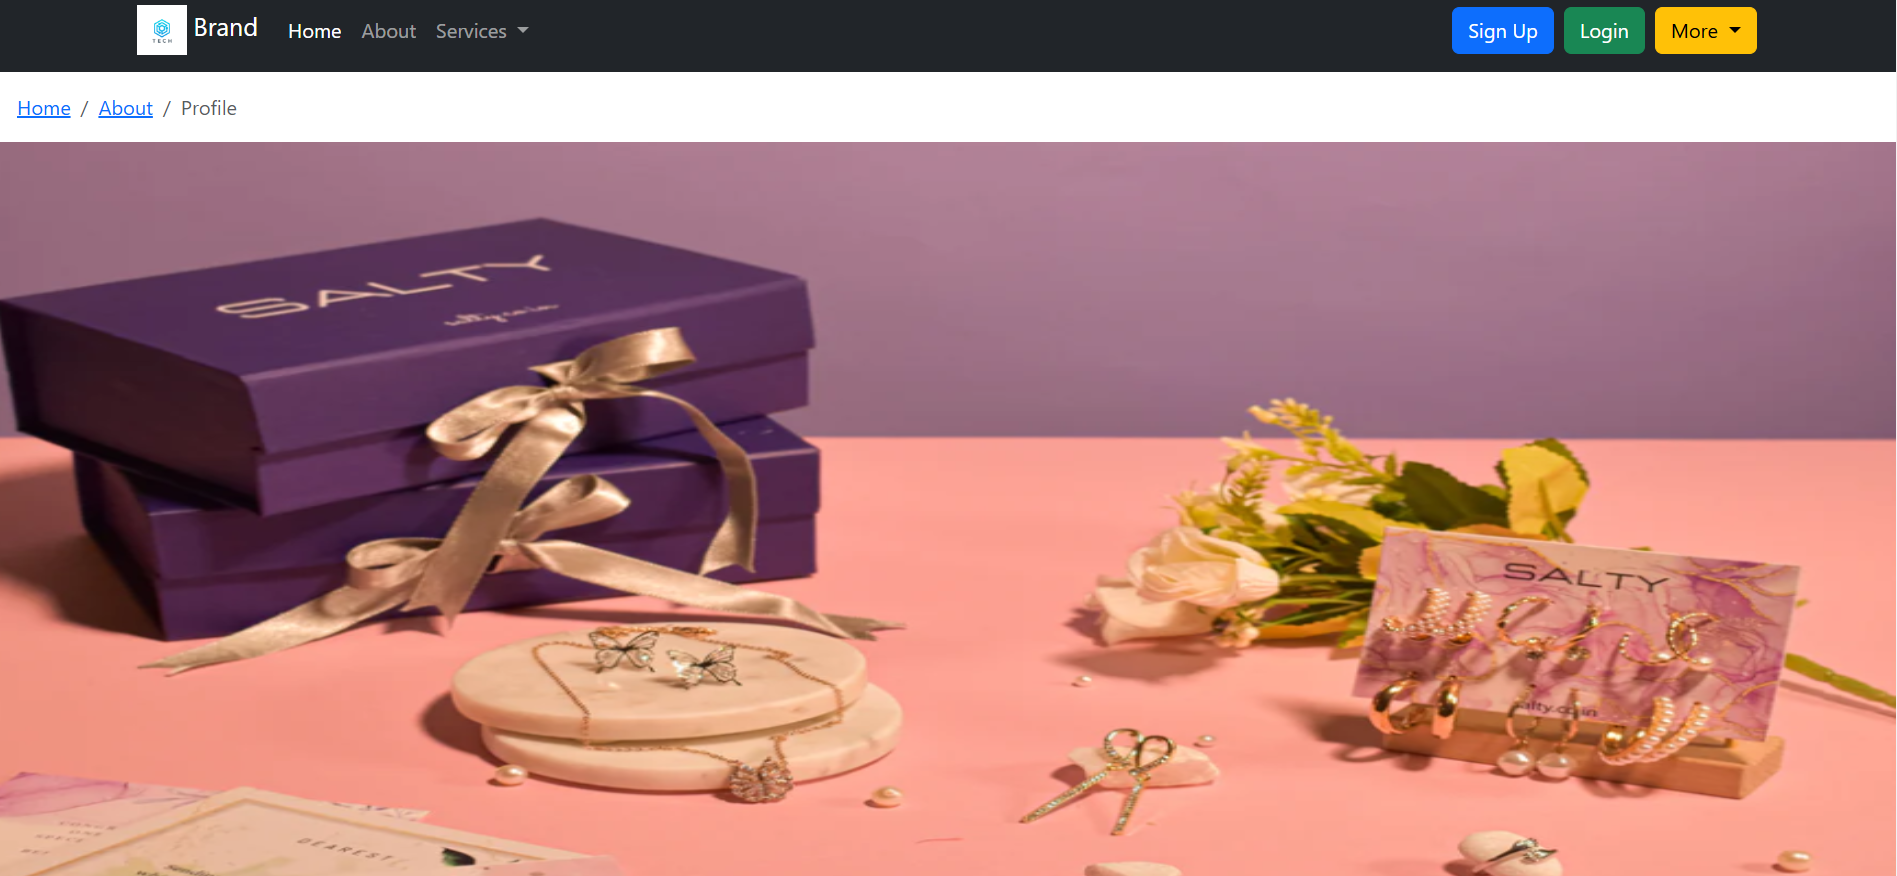 TECH
Brand
Home
About
Services
Sign Up
Login
More
Home / About / Profile
SALTY
salty.co.in
SALTY
salty.co.in
DEAREST